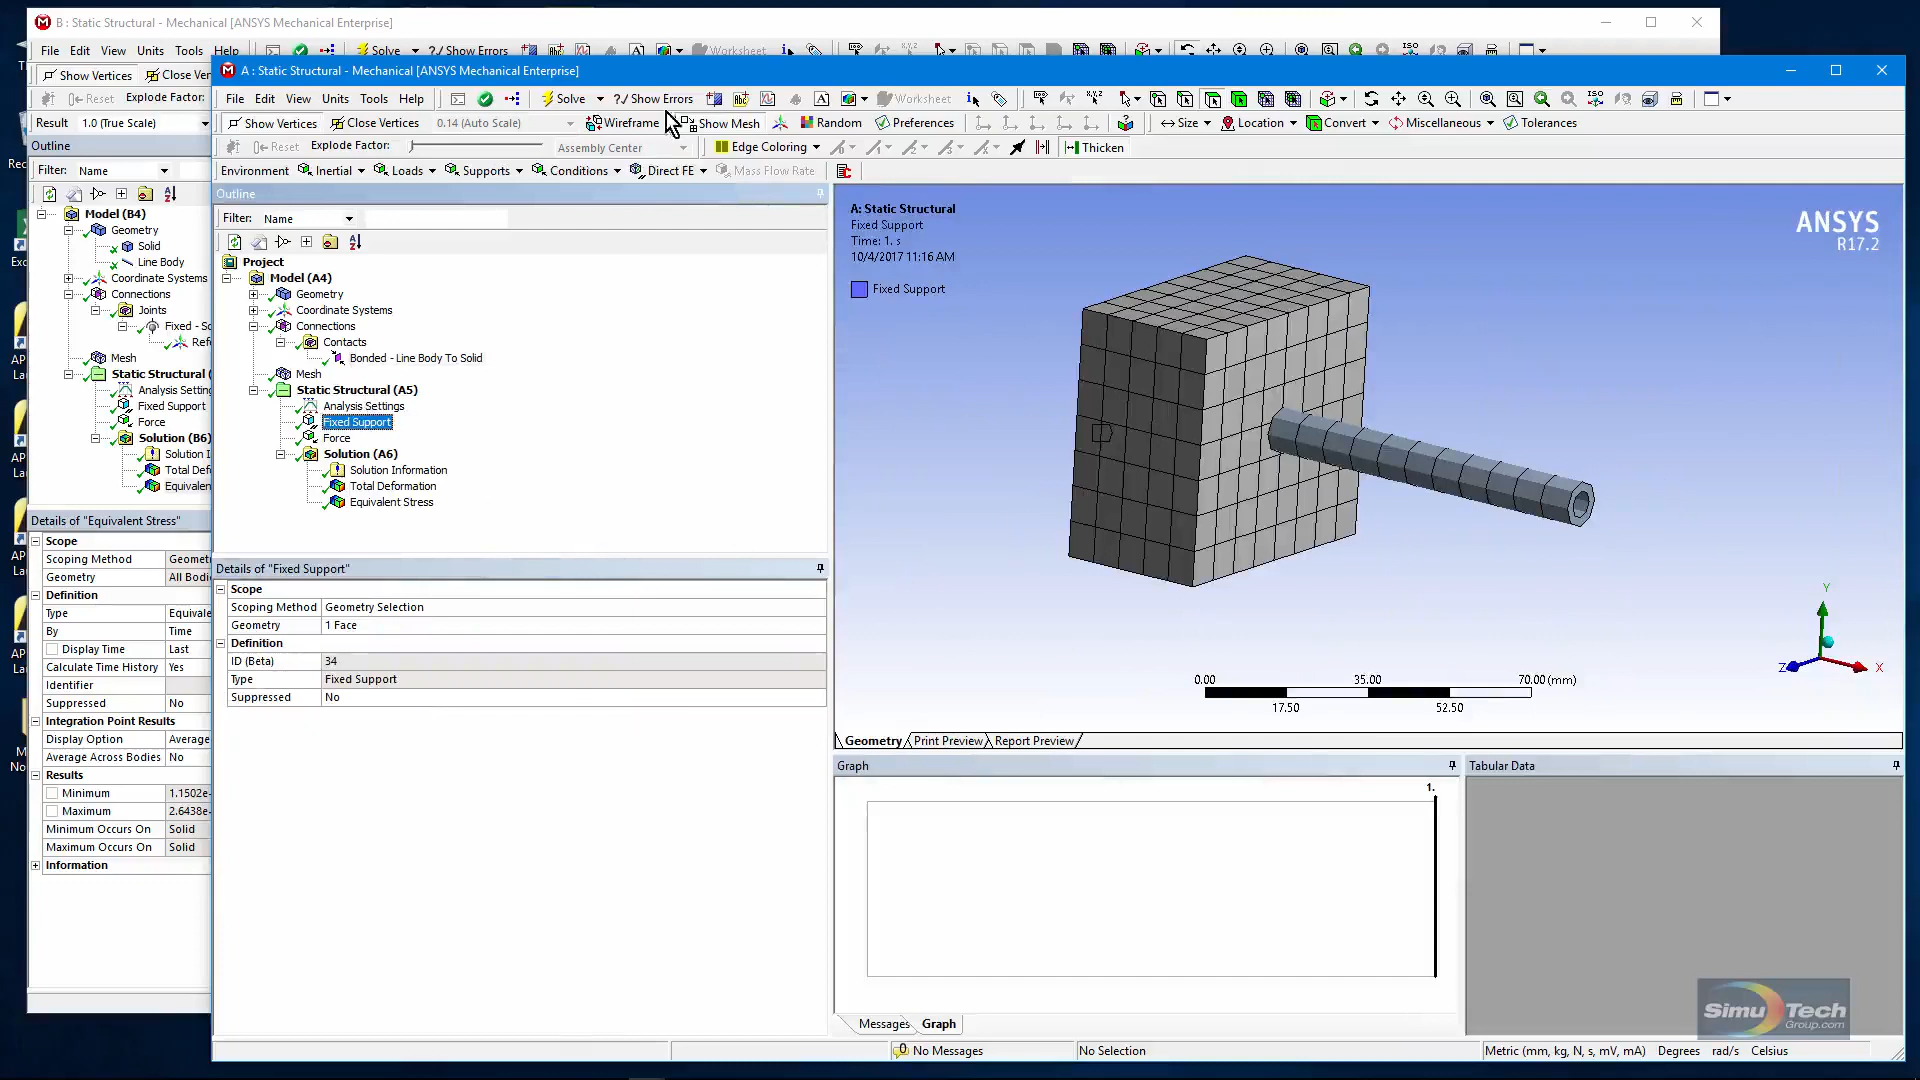 B : Static Structural - Mechanical [ANSYS Mechanical Enterprise]
File Edit View Units Tools Help Solve ?/ Show Errors Worksheet
Show Vertices Close Ver
Reset Explode Factor:
Result 1.0 (True Scale)
Outline
Filter: Name
Model (B4)
Geometry
Solid
Line Body
Coordinate Systems
Connections
Joints
Fixed - So
Ref
Mesh
Static Structural (
Analysis Setting
Fixed Support
Force
Solution (B6)
Solution I
Total Def
Equivalen
Details of "Equivalent Stress"
Scope
Scoping Method Geometr
Geometry All Bodie
Definition
Type Equivale
By Time
Display Time Last
Calculate Time History Yes
Identifier
Suppressed No
Integration Point Results
Display Option Average
Average Across Bodies No
Results
Minimum 1.1502e-
Maximum 2.6438e-
Minimum Occurs On Solid
Maximum Occurs On Solid
Information
A : Static Structural - Mechanical [ANSYS Mechanical Enterprise]
File Edit View Units Tools Help Solve ?/ Show Errors Worksheet
Show Vertices Close Vertices 0.14 (Auto Scale) Wireframe Show Mesh Random Preferences Size Location Convert Miscellaneous Tolerances
Reset Explode Factor: Assembly Center Edge Coloring Thicken
Environment Inertial Loads Supports Conditions Direct FE Mass Flow Rate
Outline
Filter: Name
Project
Model (A4)
Geometry
Coordinate Systems
Connections
Contacts
Bonded - Line Body To Solid
Mesh
Static Structural (A5)
Analysis Settings
Fixed Support
Force
Solution (A6)
Solution Information
Total Deformation
Equivalent Stress
Details of "Fixed Support"
Scope
Scoping Method Geometry Selection
Geometry 1 Face
Definition
ID (Beta) 34
Type Fixed Support
Suppressed No
A: Static Structural
Fixed Support
Time: 1. s
10/4/2017 11:16 AM
Fixed Support
ANSYS
R17.2
Y
Z X
0.00 35.00 70.00 (mm)
17.50 52.50
Geometry Print Preview Report Preview
Graph
1.
Tabular Data
Messages Graph
SimuTech
Group.com
No Messages No Selection Metric (mm, kg, N, s, mV, mA) Degrees rad/s Celsius